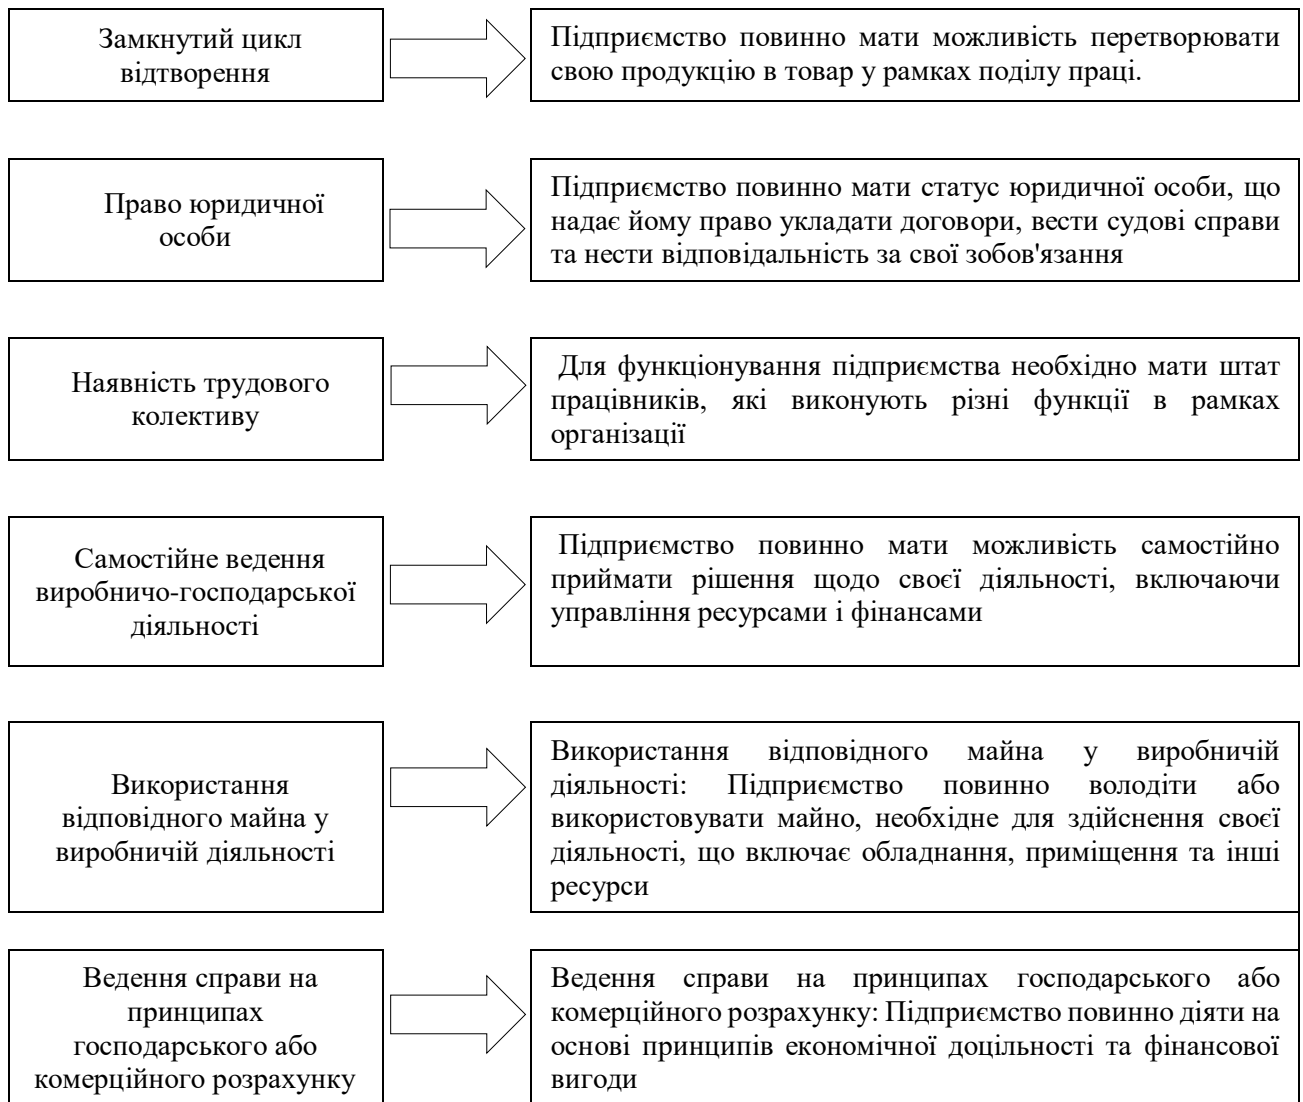 Замкнутий цикл
відтворення
Підприємство повинно мати можливість перетворювати
свою продукцію в товар у рамках поділу праці.
Право юридичної
особи
Підприємство повинно мати статус юридичної особи, що
надає йому право укладати договори, вести судові справи
та нести відповідальність за свої зобов'язання
Наявність трудового
колективу
Для функціонування підприємства необхідно мати штат
працівників, які виконують різні функції в рамках
організації
Самостійне ведення
виробничо-господарської
діяльності
Підприємство повинно мати можливість самостійно
приймати рішення щодо своєї діяльності, включаючи
управління ресурсами і фінансами
Використання
відповідного майна у
виробничій діяльності
Використання відповідного майна у виробничій
діяльності: Підприємство повинно володіти або
використовувати майно, необхідне для здійснення своєї
діяльності, що включає обладнання, приміщення та інші
ресурси
Ведення справи на
принципах
господарського або
комерційного розрахунку
Ведення справи на принципах господарського або
комерційного розрахунку: Підприємство повинно діяти на
основі принципів економічної доцільності та фінансової
вигоди